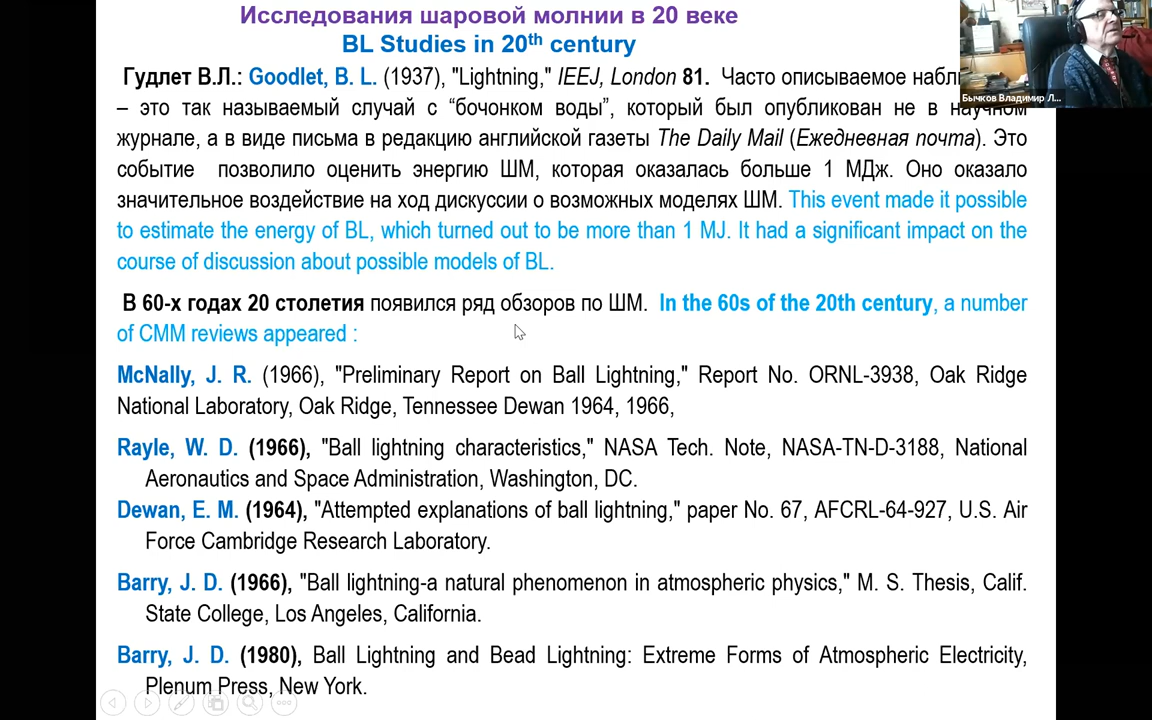 Исследования шаровой молнии в 20 веке
BL Studies in 20th century
Гудлет В.Л.: Goodlet, B. L. (1937), "Lightning," IEEJ, London 81. Часто описываемое
– это так называемый случай с “бочонком воды”, который был опубликован не в научном
журнале, а в виде письма в редакцию английской газеты The Daily Mail (Ежедневная почта). Это
событие позволило оценить энергию ШМ, которая оказалась больше 1 МДж. Оно оказало
значительное воздействие на ход дискуссии о возможных моделях ШМ. This event made it possible
to estimate the energy of BL, which turned out to be more than 1 MJ. It had a significant impact on the
course of discussion about possible models of BL.
В 60-х годах 20 столетия появился ряд обзоров по ШМ. In the 60s of the 20th century, a number
of CMM reviews appeared :
McNally, J. R. (1966), "Preliminary Report on Ball Lightning," Report No. ORNL-3938, Oak Ridge
National Laboratory, Oak Ridge, Tennessee Dewan 1964, 1966,
Rayle, W. D. (1966), "Ball lightning characteristics," NASA Tech. Note, NASA-TN-D-3188, National
Aeronautics and Space Administration, Washington, DC.
Dewan, E. M. (1964), "Attempted explanations of ball lightning," paper No. 67, AFCRL-64-927, U.S. Air
Force Cambridge Research Laboratory.
Barry, J. D. (1966), "Ball lightning-a natural phenomenon in atmospheric physics," M. S. Thesis, Calif.
State College, Los Angeles, California.
Barry, J. D. (1980), Ball Lightning and Bead Lightning: Extreme Forms of Atmospheric Electricity,
Plenum Press, New York.
Бычков Владимир Л...